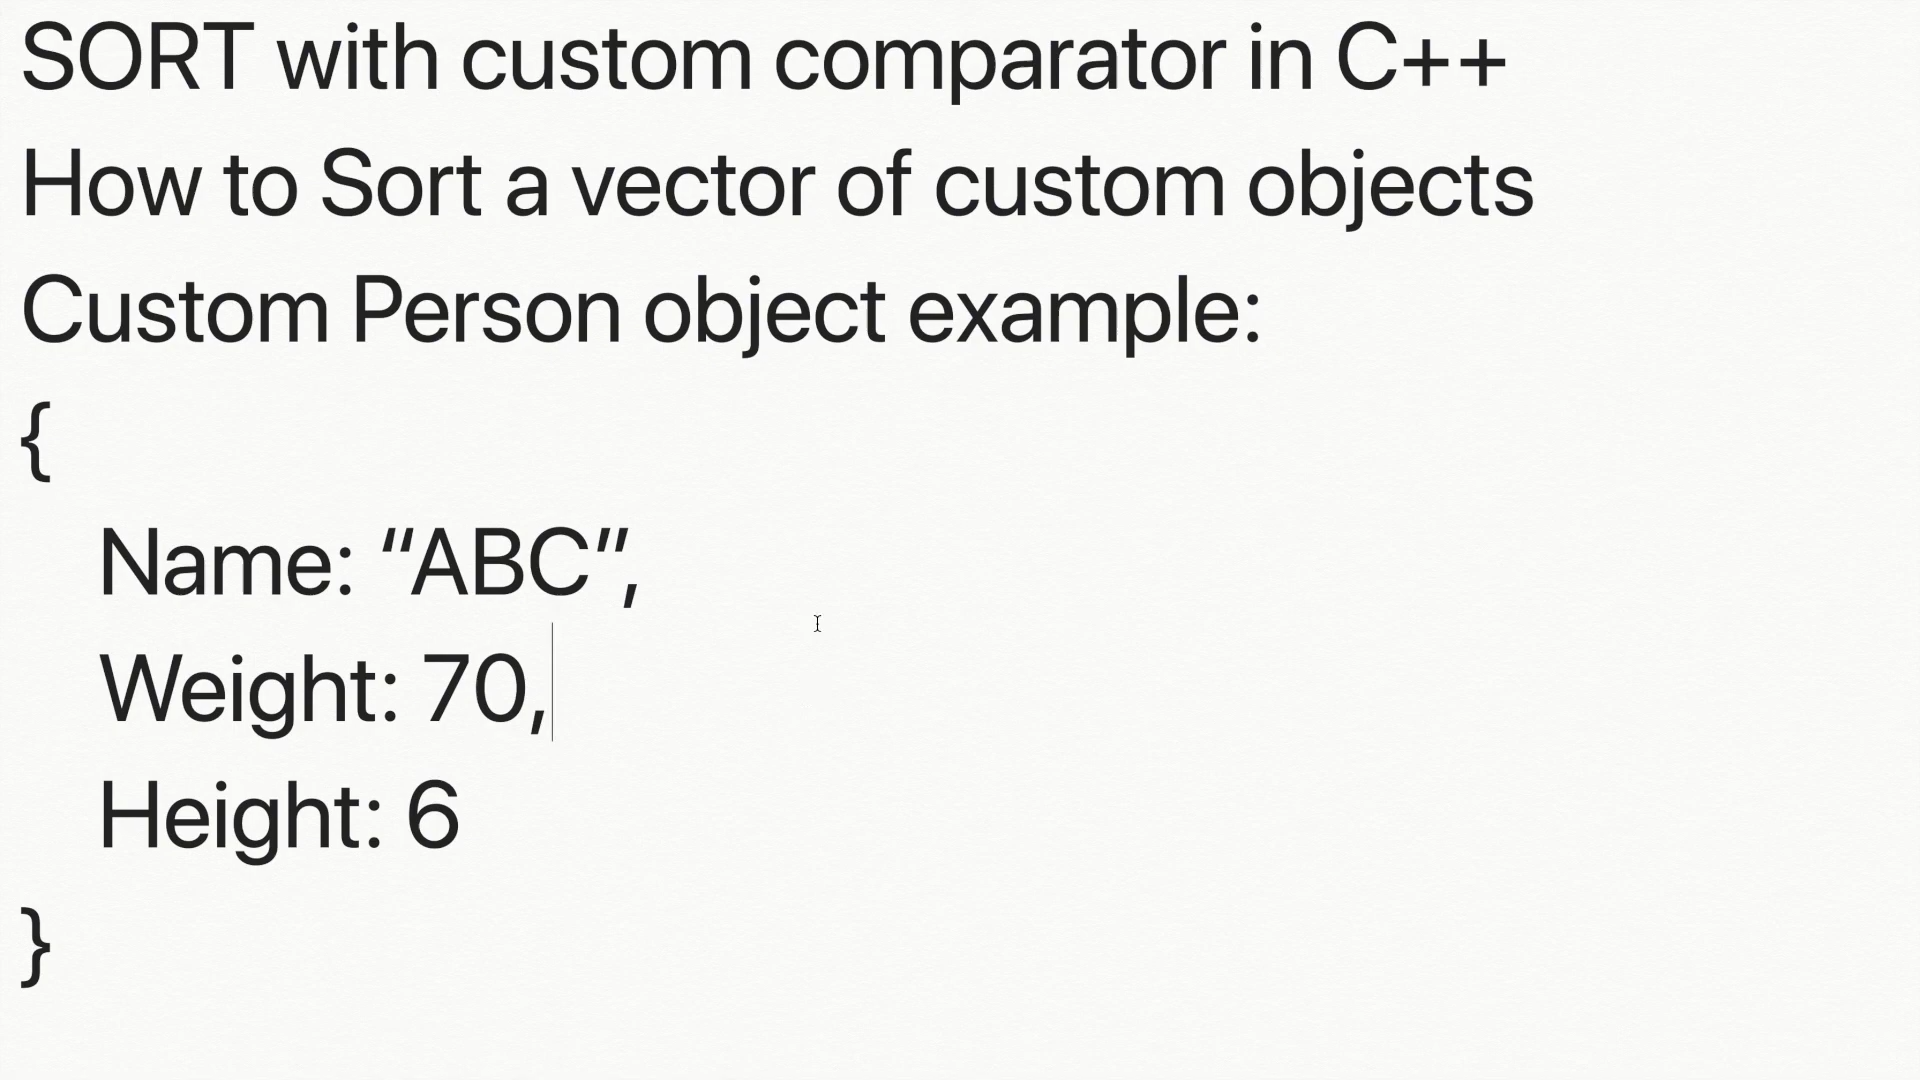 SORT with custom comparator in C++
How to Sort a vector of custom objects
Custom Person object example:
{
Name: “ABC”,
Weight: 70,
Height: 6
}